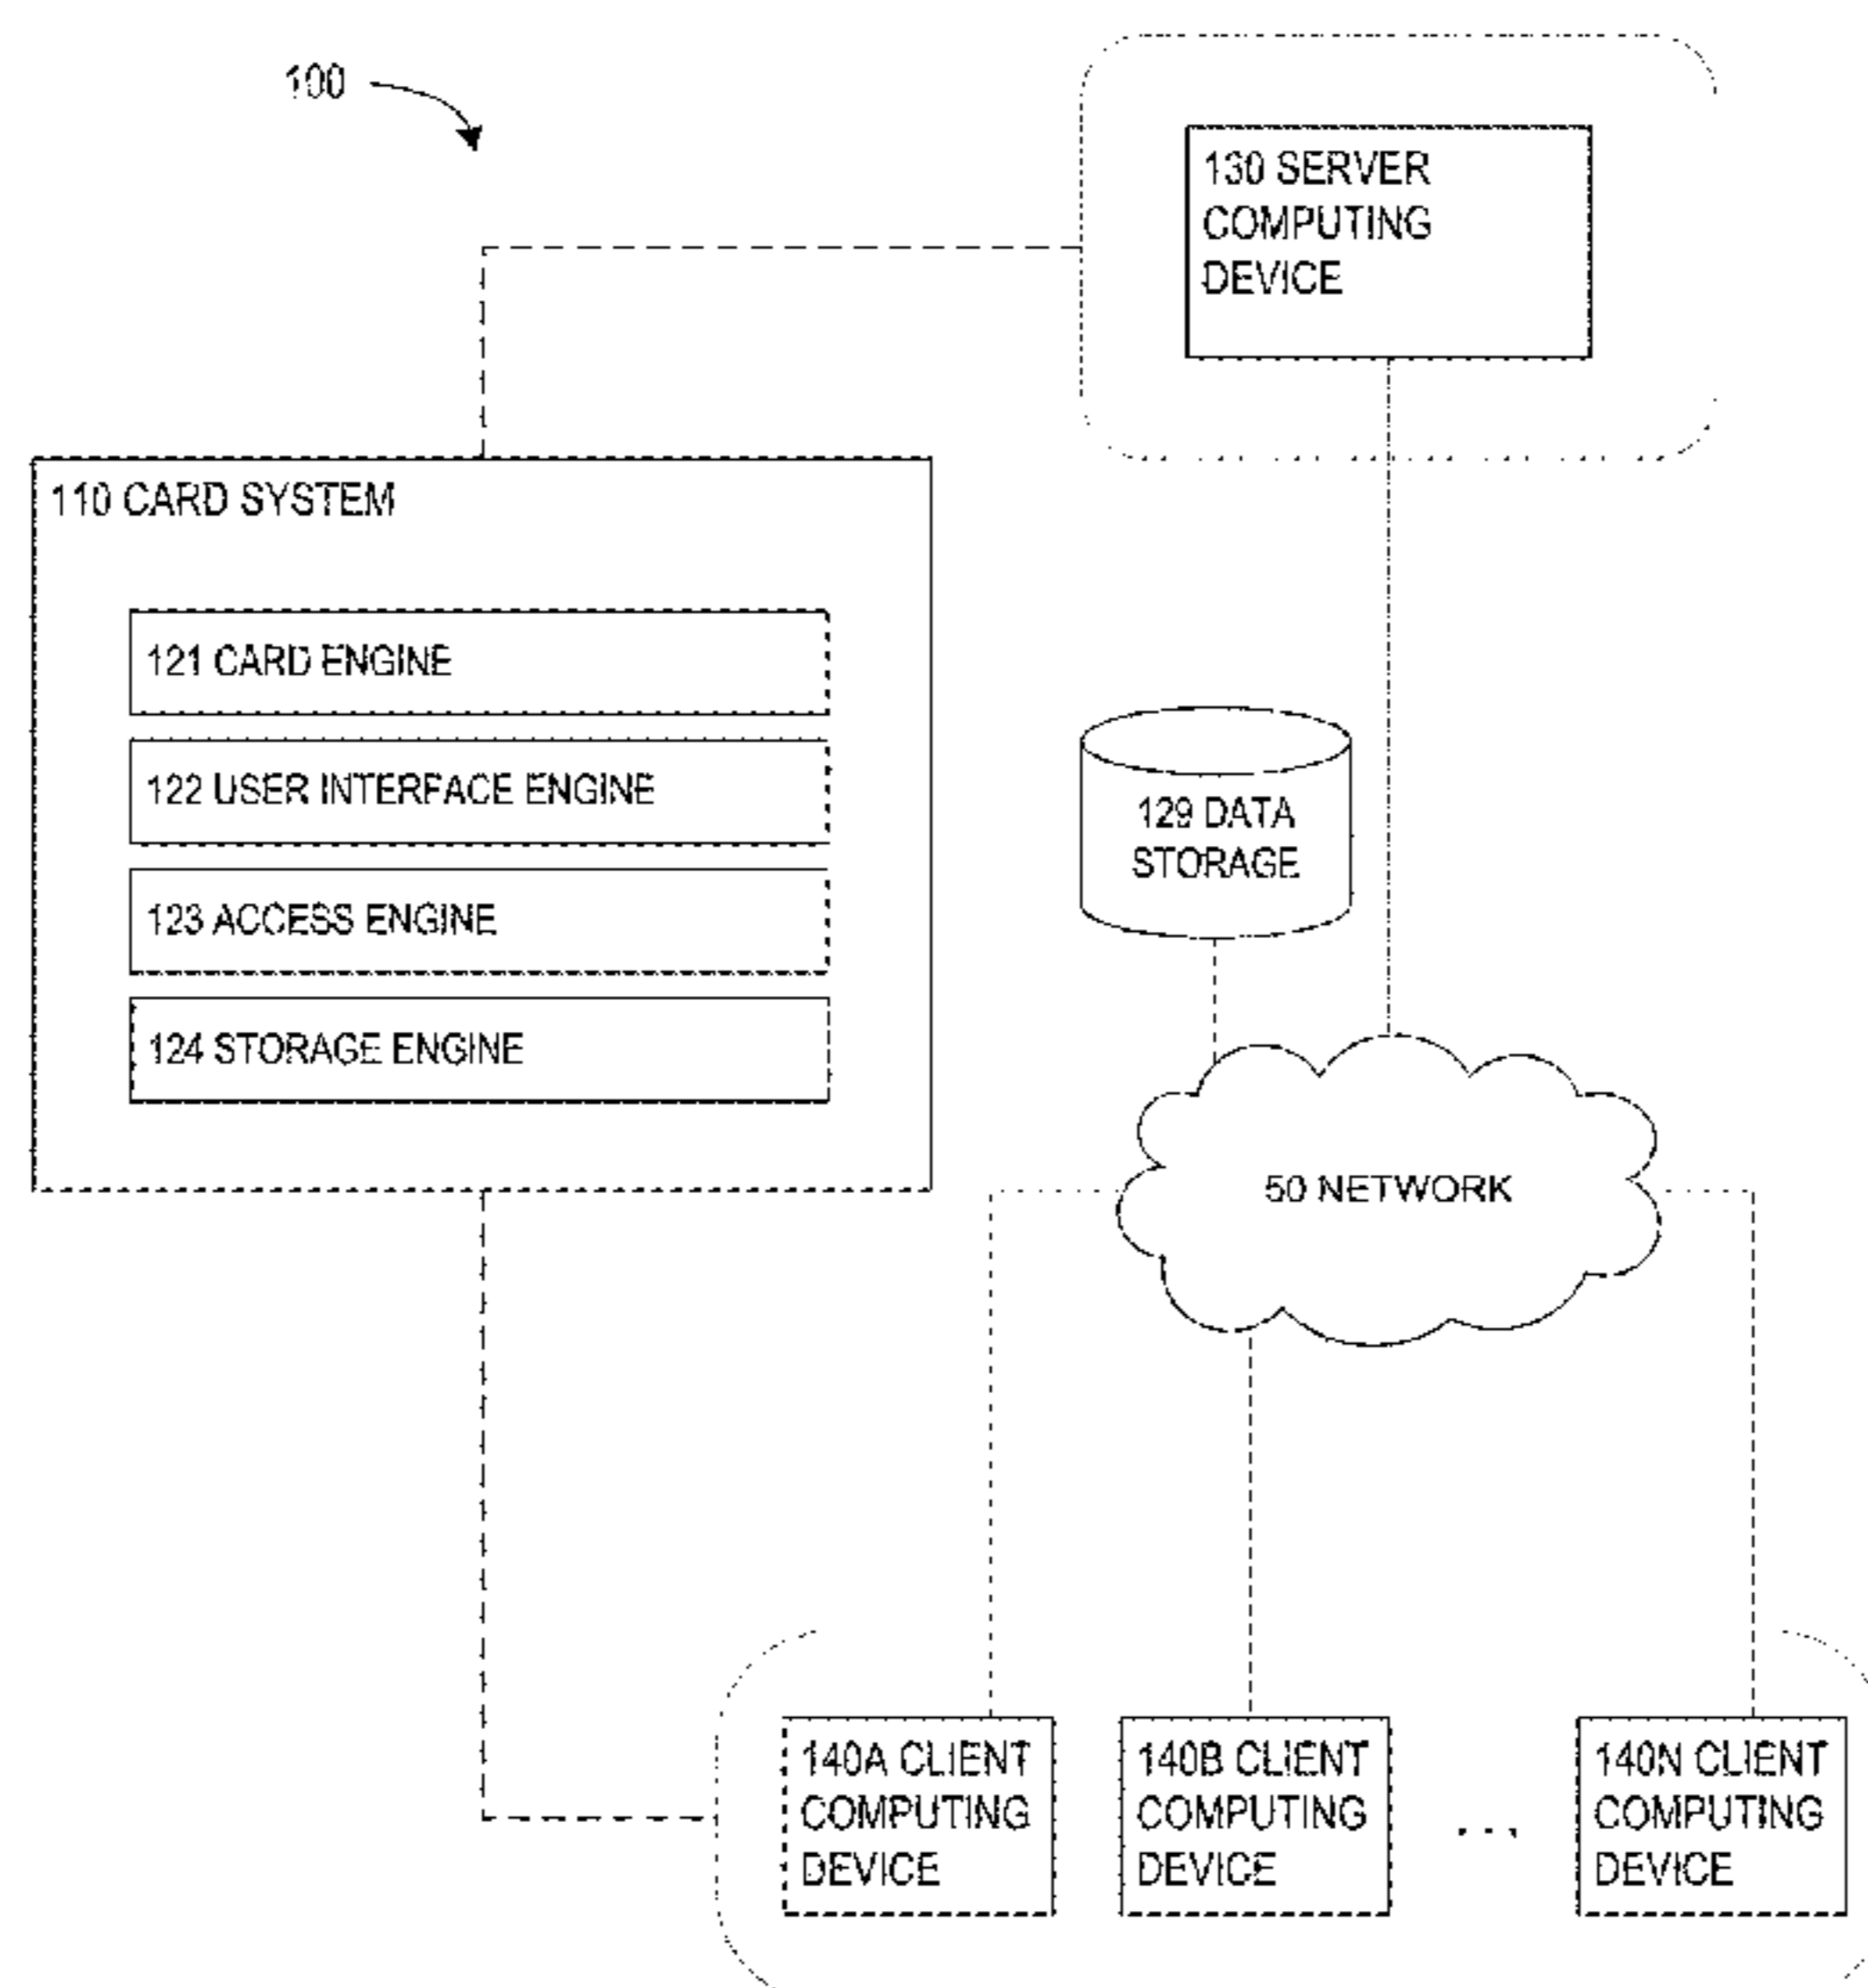 100
130 SERVER
COMPUTING
DEVICE
110 CARD SYSTEM
121 CARD ENGINE
122 USER INTERFACE ENGINE
123 ACCESS ENGINE
124 STORAGE ENGINE
129 DATA
STORAGE
50 NETWORK
140A CLIENT
COMPUTING
DEVICE
140B CLIENT
COMPUTING
DEVICE
. . .
140N CLIENT
COMPUTING
DEVICE